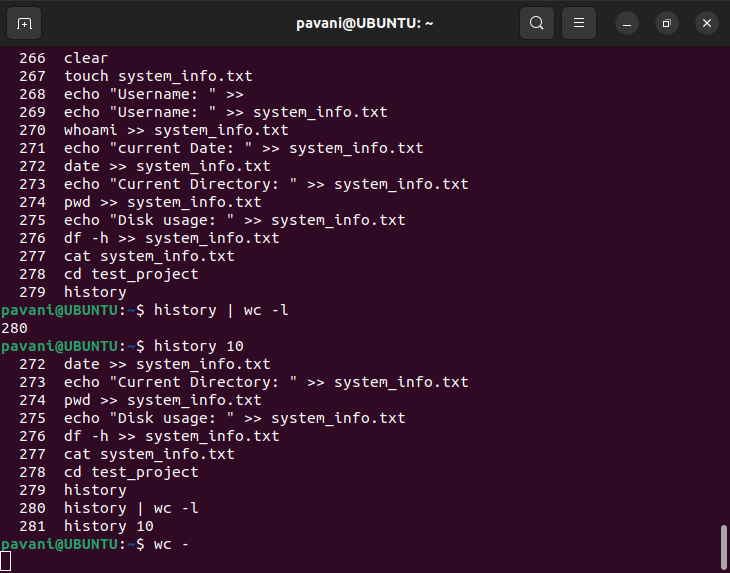 pavani@UBUNTU: ~
266 clear
267 touch system_info.txt
268 echo "Username: " >>
269 echo "Username: " >> system_info.txt
270 whoami >> system_info.txt
271 echo "current Date: " >> system_info.txt
272 date >> system_info.txt
273 echo "Current Directory: " >> system_info.txt
274 pwd >> system_info.txt
275 echo "Disk usage: " >> system_info.txt
276 df -h >> system_info.txt
277 cat system_info.txt
278 cd test_project
279 history
pavani@UBUNTU:~$ history | wc -l
280
pavani@UBUNTU:~$ history 10
272 date >> system_info.txt
273 echo "Current Directory: " >> system_info.txt
274 pwd >> system_info.txt
275 echo "Disk usage: " >> system_info.txt
276 df -h >> system_info.txt
277 cat system_info.txt
278 cd test_project
279 history
280 history | wc -l
281 history 10
pavani@UBUNTU:~$ wc -